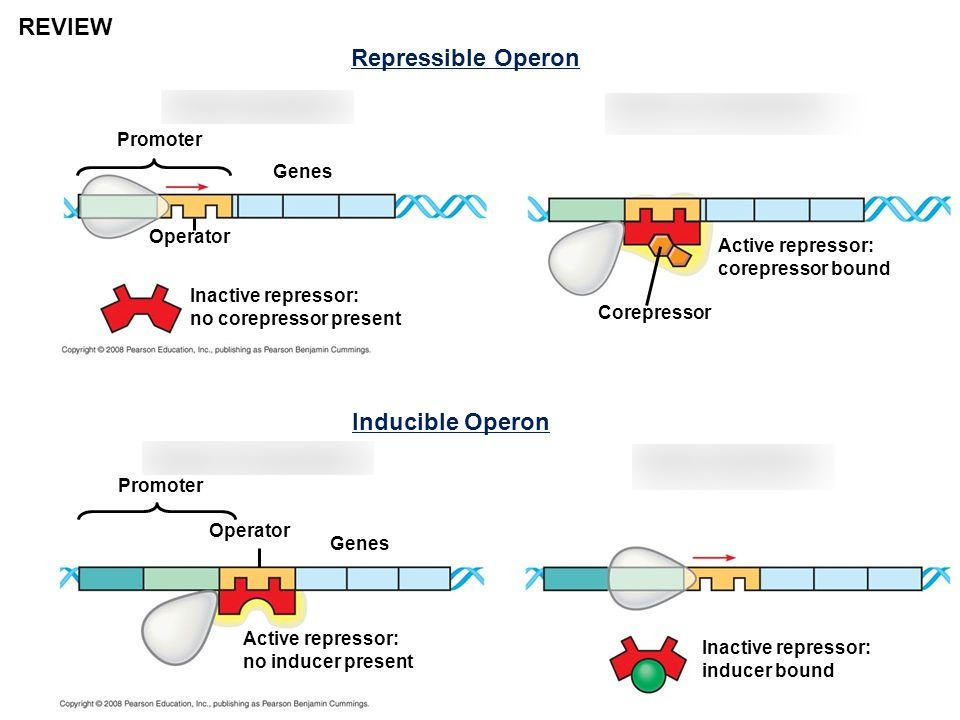 REVIEW
Repressible Operon
Promoter
Genes
Operator
Inactive repressor:
no corepressor present
Active repressor:
corepressor bound
Corepressor
Copyright © 2008 Pearson Education, Inc., publishing as Pearson Benjamin Cummings.
Inducible Operon
Promoter
Operator
Genes
Active repressor:
no inducer present
Inactive repressor:
inducer bound
Copyright © 2008 Pearson Education, Inc., publishing as Pearson Benjamin Cummings.